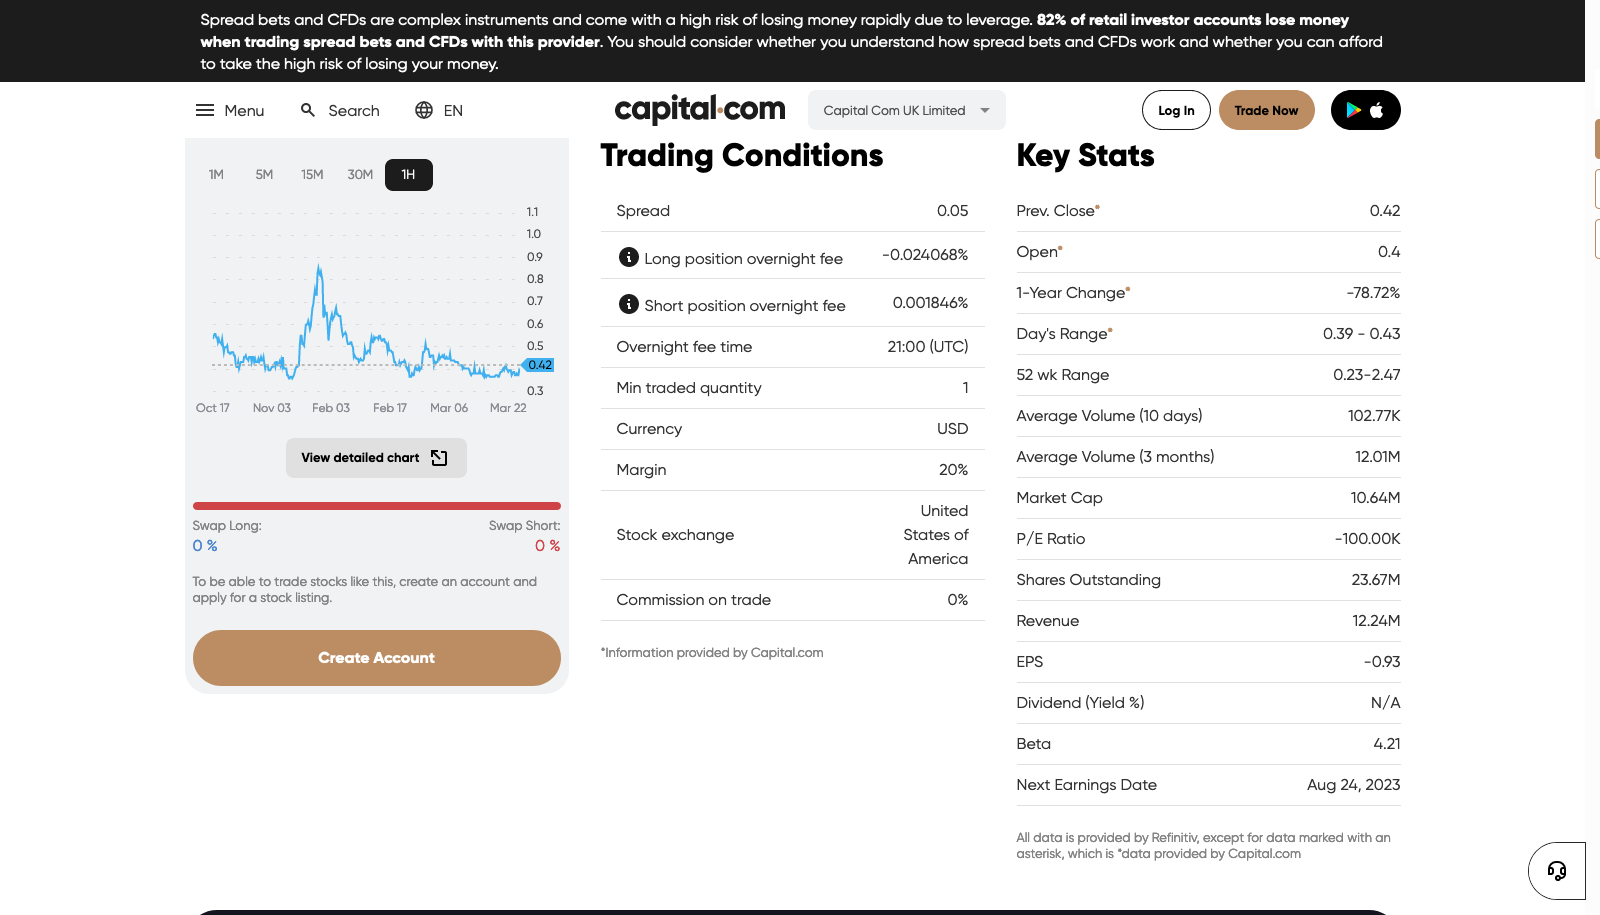 Spread bets and CFDs are complex instruments and come with a high risk of losing money rapidly due to leverage. 82% of retail investor accounts lose money
when trading spread bets and CFDs with this provider. You should consider whether you understand how spread bets and CFDs work and whether you can afford
to take the high risk of losing your money.
Menu
Search
EN
capital.com
Capital Com UK Limited
Log In
Trade Now
1M 5M 15M 30M 1H
1.1
1.0
0.9
0.8
0.7
0.6
0.5
0.42
0.3
Oct 17 Nov 03 Feb 03 Feb 17 Mar 06 Mar 22
View detailed chart
Swap Long: Swap Short:
0 % 0 %
To be able to trade stocks like this, create an account and
apply for a stock listing.
Create Account
Trading Conditions
Spread 0.05
Long position overnight fee -0.024068%
Short position overnight fee 0.001846%
Overnight fee time 21:00 (UTC)
Min traded quantity 1
Currency USD
Margin 20%
Stock exchange United
States of
America
Commission on trade 0%
*Information provided by Capital.com
Key Stats
Prev. Close* 0.42
Open* 0.4
1-Year Change* -78.72%
Day's Range* 0.39 - 0.43
52 wk Range 0.23-2.47
Average Volume (10 days) 102.77K
Average Volume (3 months) 12.01M
Market Cap 10.64M
P/E Ratio -100.00K
Shares Outstanding 23.67M
Revenue 12.24M
EPS -0.93
Dividend (Yield %) N/A
Beta 4.21
Next Earnings Date Aug 24, 2023
All data is provided by Refinitiv, except for data marked with an
asterisk, which is *data provided by Capital.com